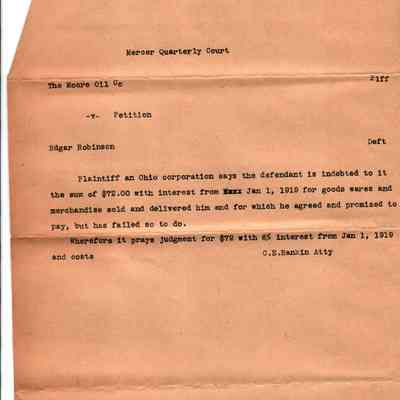 Mercer Quarterly Court
The Moore Oil Co Plff
-v- Petition
Edgar Robinson Deft
Plaintiff an Ohio corporation says the defendant is indebted to it
the sum of $72.00 with interest from Jan 1, 1919 for goods wares and
merchandise sold and delivered him and for which he agreed and promised to
pay, but has failed so to do.
Wherefore it prays judgment for $72 with 6% interest from Jan 1, 1919
and costs C.E.Rankin Atty